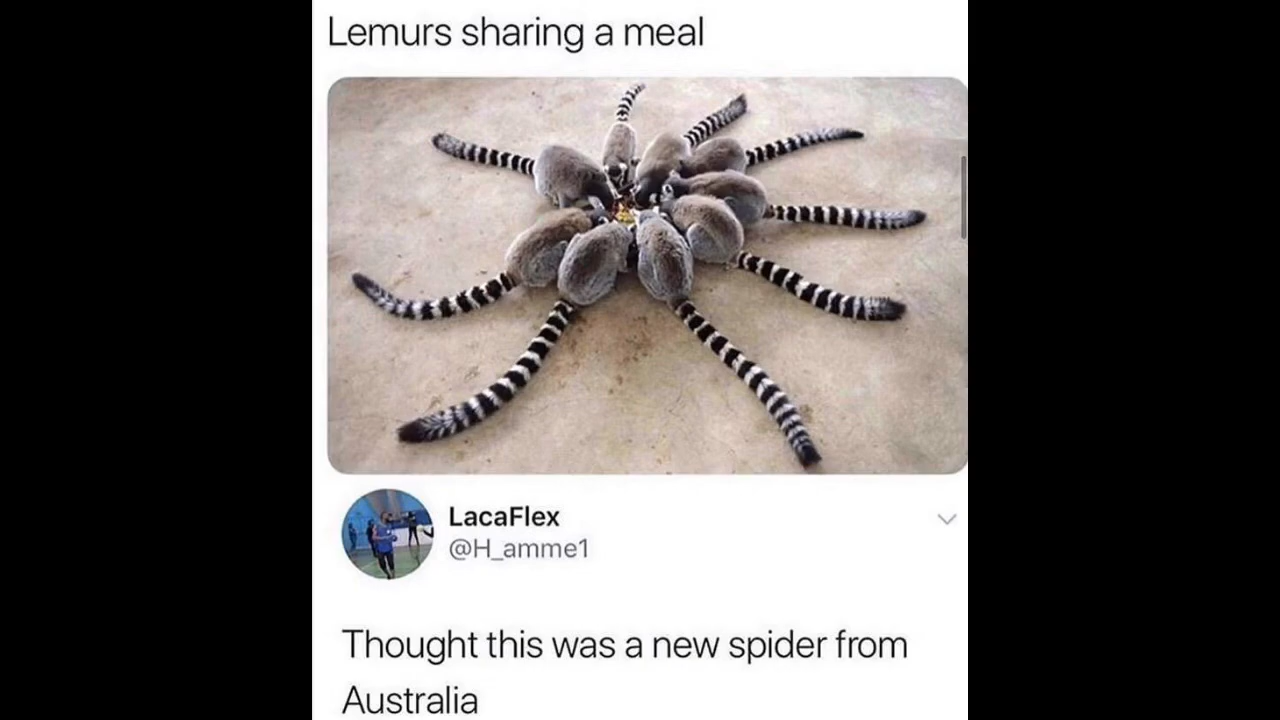 Lemurs sharing a meal
LacaFlex
@H_amme1
Thought this was a new spider from
Australia